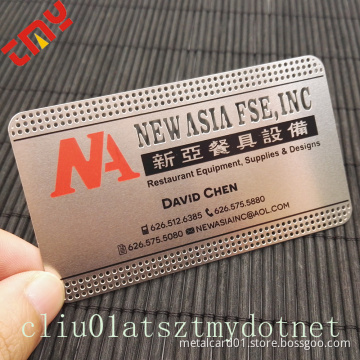 TMY
NA
NEW ASIA FSE, INC
新亞餐具設備
Restaurant Equipment, Supplies & Designs
DAVID CHEN
626.512.6385 626.575.5880
626.575.5080 NEWASIAINC@AOL.COM
cliu01atsztmydotnet
metalcard01.store.bossgoo.com